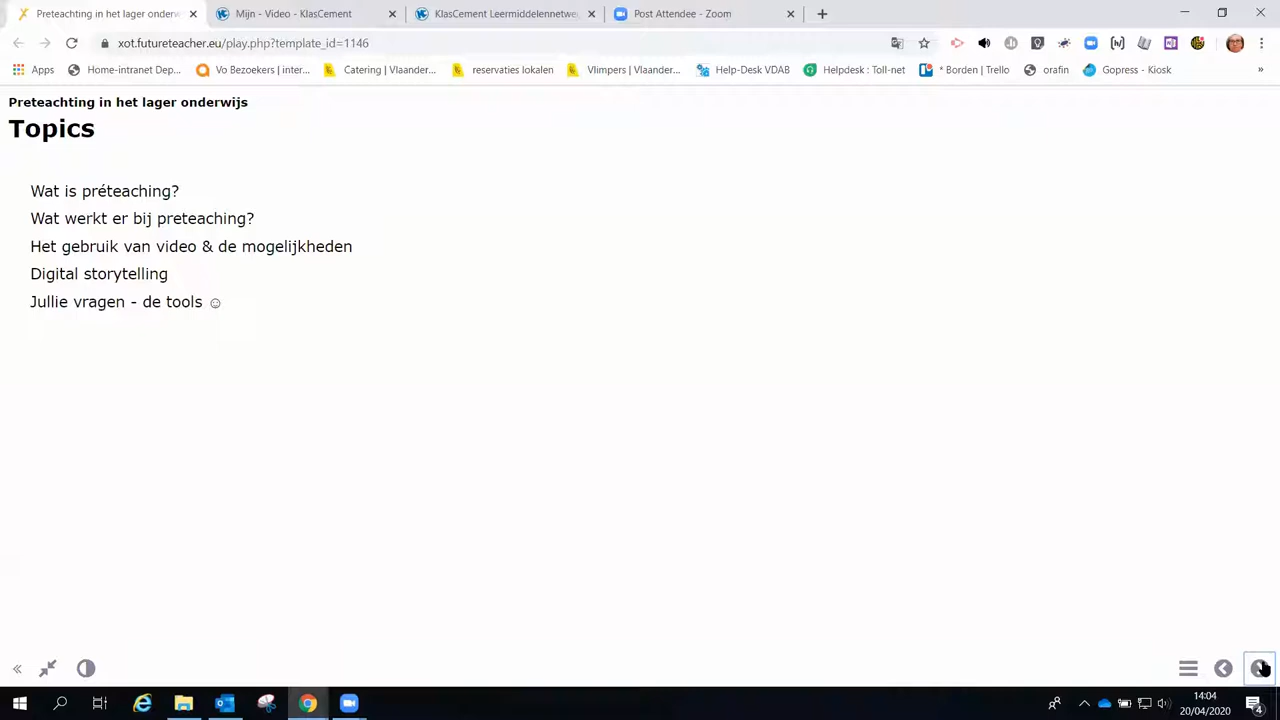 Preteachting in het lager onderwi
Mijn - Video - KlasCement
KlasCement Leermiddelennetwe
Post Attendee - Zoom
xot.futureteacher.eu/play.php?template_id=1146
Apps
Home-intranet Dep...
Vo Bezoekers | inter...
Catering | Vlaander...
reservaties lokalen
Vlimpers | Vlaander...
Help-Desk VDAB
Helpdesk : Toll-net
* Borden | Trello
orafin
Gopress - Kiosk
»
Preteachting in het lager onderwijs
Topics
Wat is préteaching?
Wat werkt er bij preteaching?
Het gebruik van video & de mogelijkheden
Digital storytelling
Jullie vragen - de tools ☺
14:04
20/04/2020
4